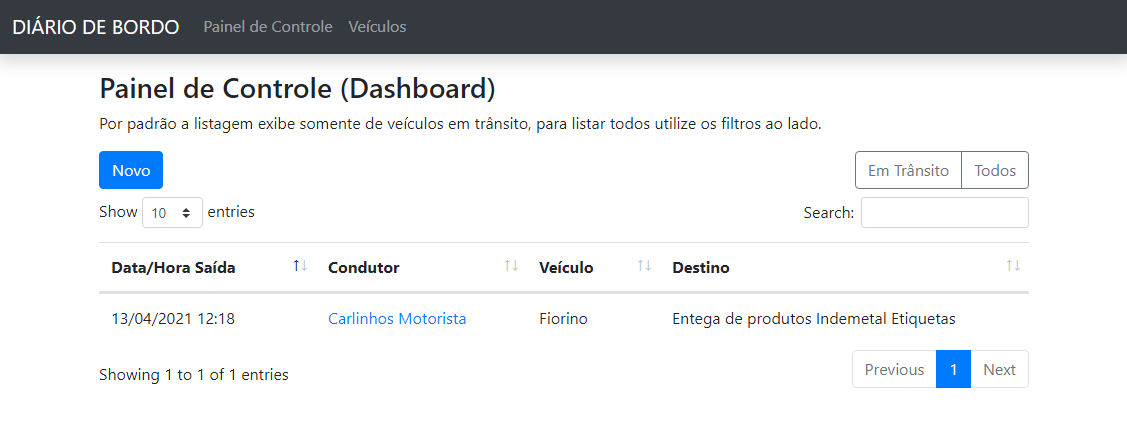 DIÁRIO DE BORDO Painel de Controle Veículos
Painel de Controle (Dashboard)
Por padrão a listagem exibe somente de veículos em trânsito, para listar todos utilize os filtros ao lado.
Novo Em Trânsito Todos
Show 10 entries Search:
Data/Hora Saída Condutor Veículo Destino
13/04/2021 12:18 Carlinhos Motorista Fiorino Entega de produtos Indemetal Etiquetas
Showing 1 to 1 of 1 entries Previous 1 Next